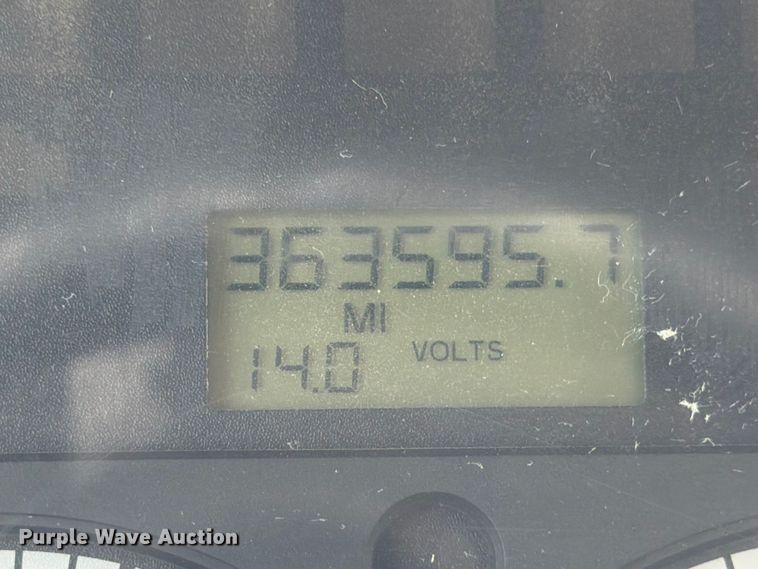 363595.7
MI
14.0 VOLTS
Purple Wave Auction